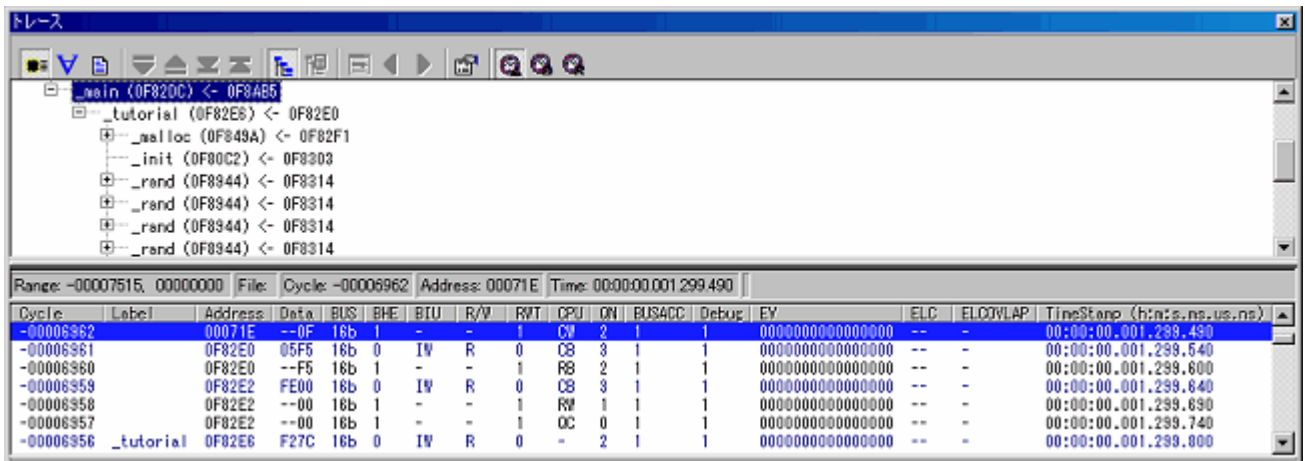 トレース
_main (0F82DC) <- 0F8AB5
_tutorial (0F82E6) <- 0F82E0
_malloc (0F849A) <- 0F82F1
_init (0F80C2) <- 0F8303
_rand (0F8944) <- 0F8314
_rand (0F8944) <- 0F8314
_rand (0F8944) <- 0F8314
_rand (0F8944) <- 0F8314
Range: -00007515, 00000000 File: Cycle: -00006962 Address: 00071E Time: 00:00:00.001.299.490
Cycle Label Address Data BUS BHE BIU R/W RWT CPU QN BUSACC Debug EV ELC ELCOVLAP TimeStamp (h:m:s.ms.us.ns)
-00006962 00071E --0F 16b 1 - - 1 CW 2 1 1 0000000000000000 -- - 00:00:00.001.299.490
-00006961 0F82E0 05F5 16b 0 IW R 0 CB 3 1 1 0000000000000000 -- - 00:00:00.001.299.540
-00006960 0F82E0 --F5 16b 1 - - 1 RB 2 1 1 0000000000000000 -- - 00:00:00.001.299.600
-00006959 0F82E2 FE00 16b 0 IW R 0 CB 3 1 1 0000000000000000 -- - 00:00:00.001.299.640
-00006958 0F82E2 --00 16b 1 - - 1 RW 1 1 1 0000000000000000 -- - 00:00:00.001.299.690
-00006957 0F82E2 --00 16b 1 - - 1 QC 0 1 1 0000000000000000 -- - 00:00:00.001.299.740
-00006956 _tutorial 0F82E6 F27C 16b 0 IW R 0 - 2 1 1 0000000000000000 -- - 00:00:00.001.299.800